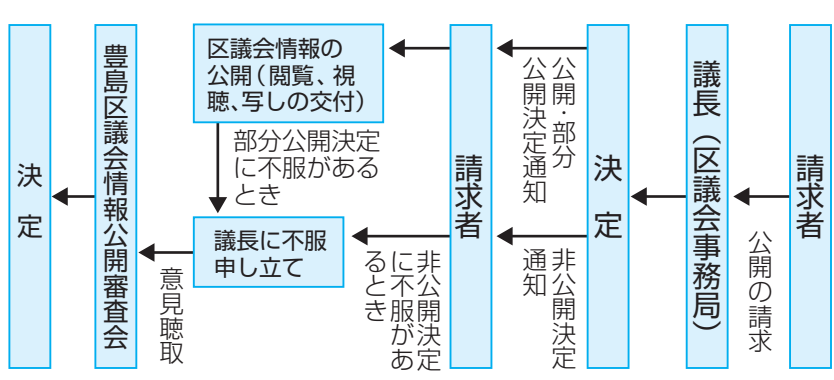 請求者
公開の請求
議長（区議会事務局）
決定
公開・部分
公開決定通知
非公開決定
通知
請求者
区議会情報の
公開（閲覧、視
聴、写しの交付）
部分公開決定
に不服がある
とき
非公開決定
に不服があ
るとき
議長に不服
申し立て
意見聴取
豊島区議会情報公開審査会
決定